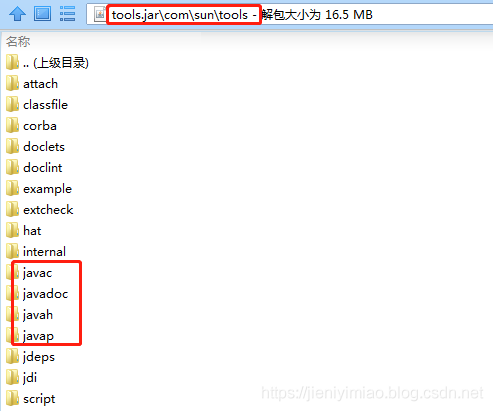 tools.jar\com\sun\tools - 解包大小为 16.5 MB
名称
.. (上级目录)
attach
classfile
corba
doclets
doclint
example
extcheck
hat
internal
javac
javadoc
javah
javap
jdeps
jdi
script
https://jieniyimiao.blog.csdn.net